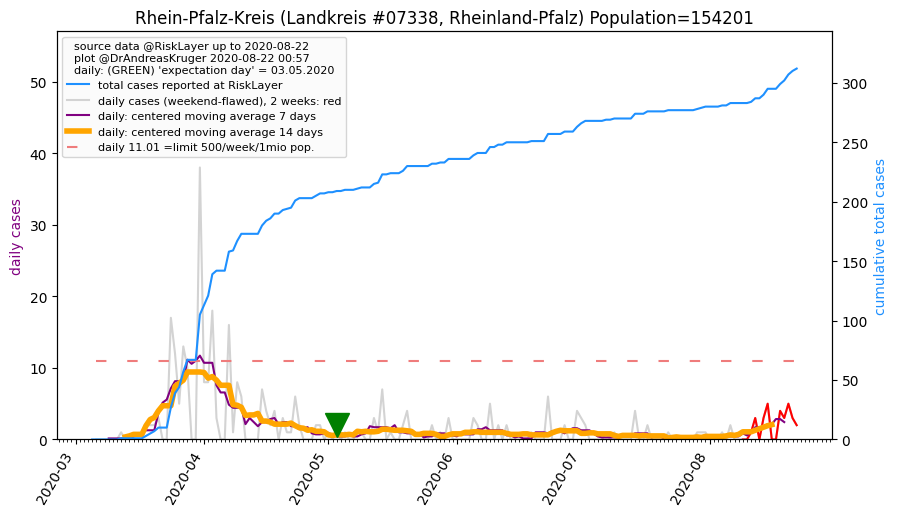 Rhein-Pfalz-Kreis (Landkreis #07338, Rheinland-Pfalz) Population=154201
source data @RiskLayer up to 2020-08-22
plot @DrAndreasKruger 2020-08-22 00:57
daily: (GREEN) 'expectation day' = 03.05.2020
total cases reported at RiskLayer
daily cases (weekend-flawed), 2 weeks: red
daily: centered moving average 7 days
daily: centered moving average 14 days
daily 11.01 =limit 500/week/1mio pop.
daily cases
50
40
30
20
10
0
cumulative total cases
300
250
200
150
100
50
0
2020-03
2020-04
2020-05
2020-06
2020-07
2020-08